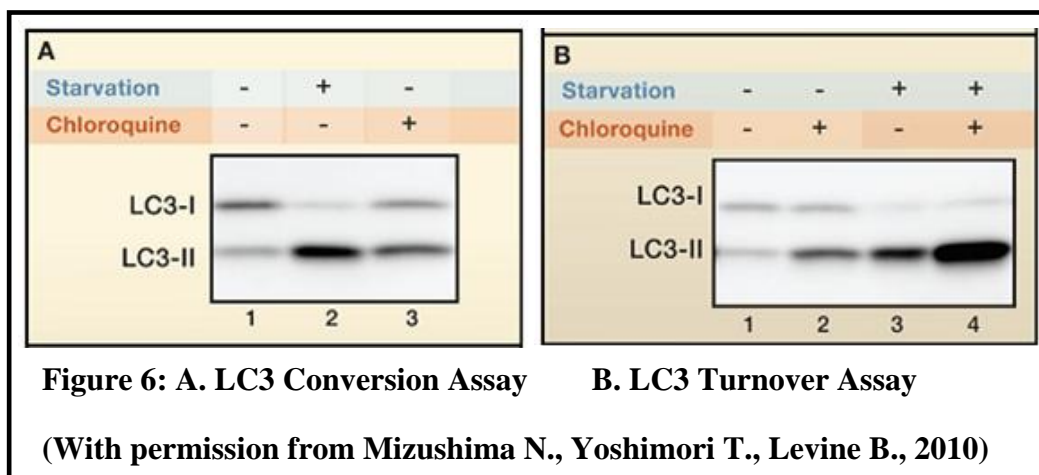 A
Starvation - + -
Chloroquine - - +
LC3-I
LC3-II
1 2 3
B
Starvation - - + +
Chloroquine - + - +
LC3-I
LC3-II
1 2 3 4
Figure 6: A. LC3 Conversion Assay B. LC3 Turnover Assay
(With permission from Mizushima N., Yoshimori T., Levine B., 2010)